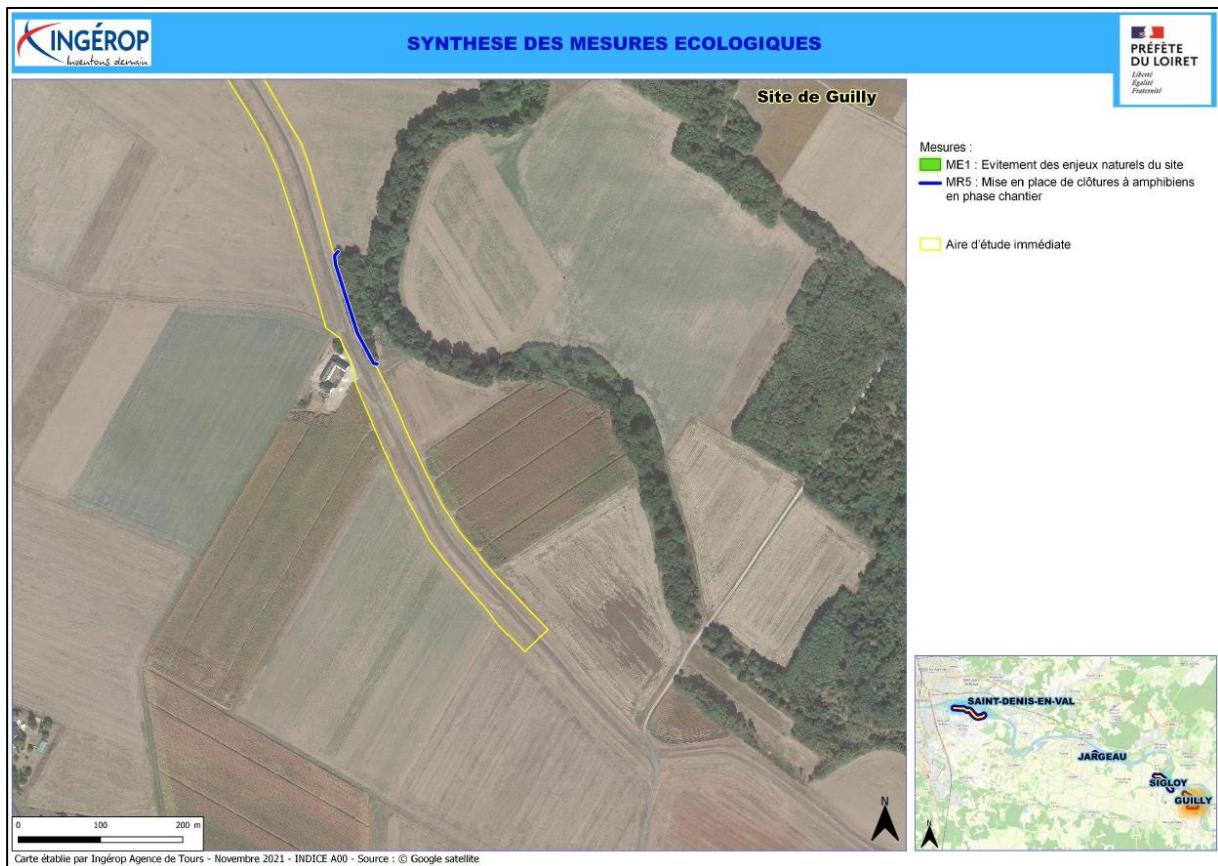 INGÉROP
Inventons demain
SYNTHESE DES MESURES ECOLOGIQUES
PRÉFÈTE
DU LOIRET
Liberté
Égalité
Fraternité
Site de Guilly
Mesures :
ME1 : Evitement des enjeux naturels du site
MR5 : Mise en place de clôtures à amphibiens
en phase chantier
Aire d'étude immédiate
SAINT-DENIS-EN-VAL
JARGEAU
SIGLOY
GUILLY
N
N
0 100 200 m
Carte établie par Ingérop Agence de Tours - Novembre 2021 - INDICE A00 - Source : © Google satellite